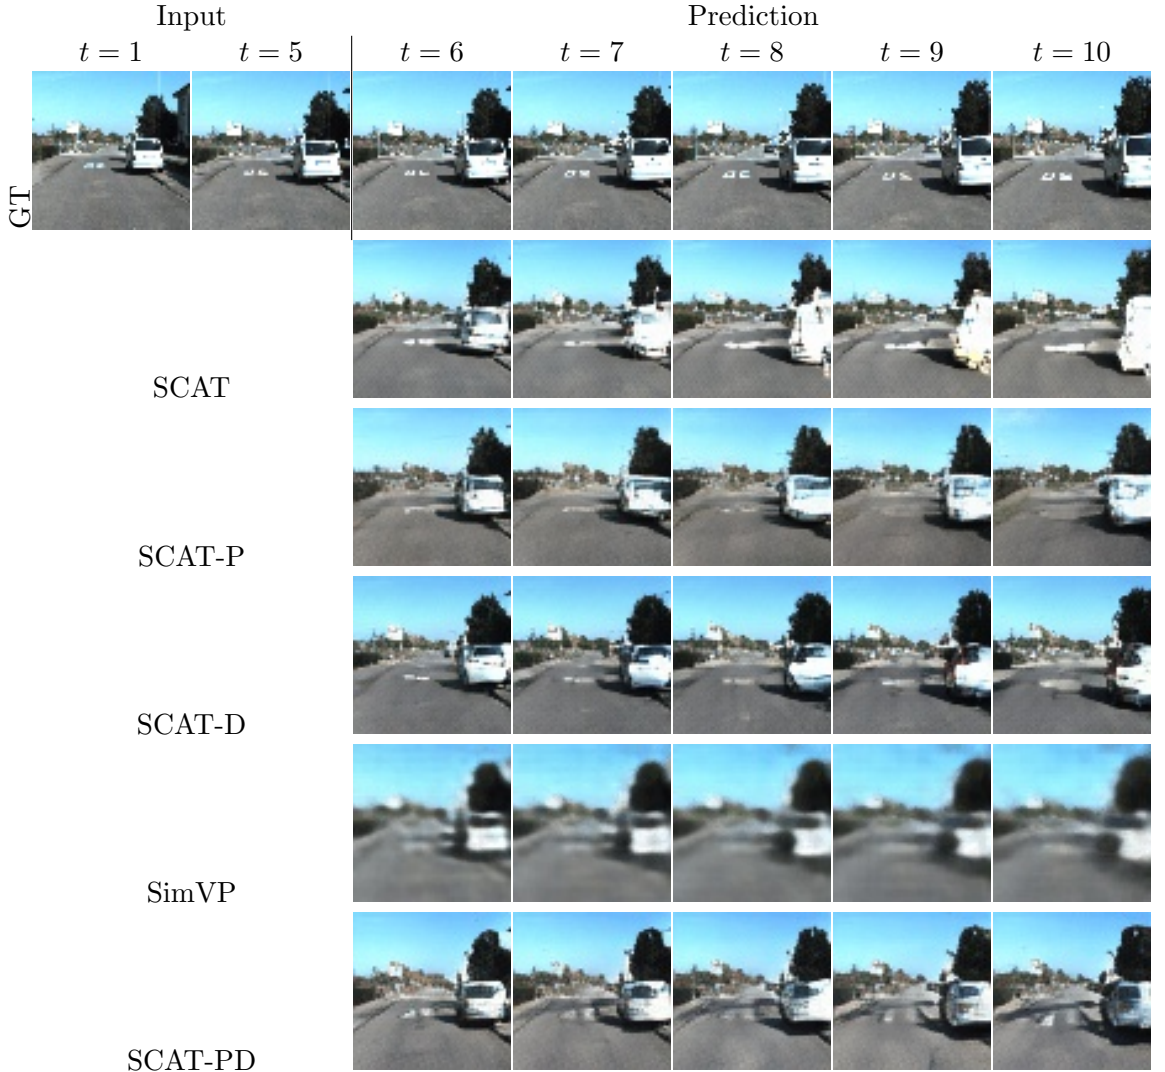 Input Prediction
t = 1 t = 5 t = 6 t = 7 t = 8 t = 9 t = 10
GT
SCAT
SCAT-P
SCAT-D
SimVP
SCAT-PD